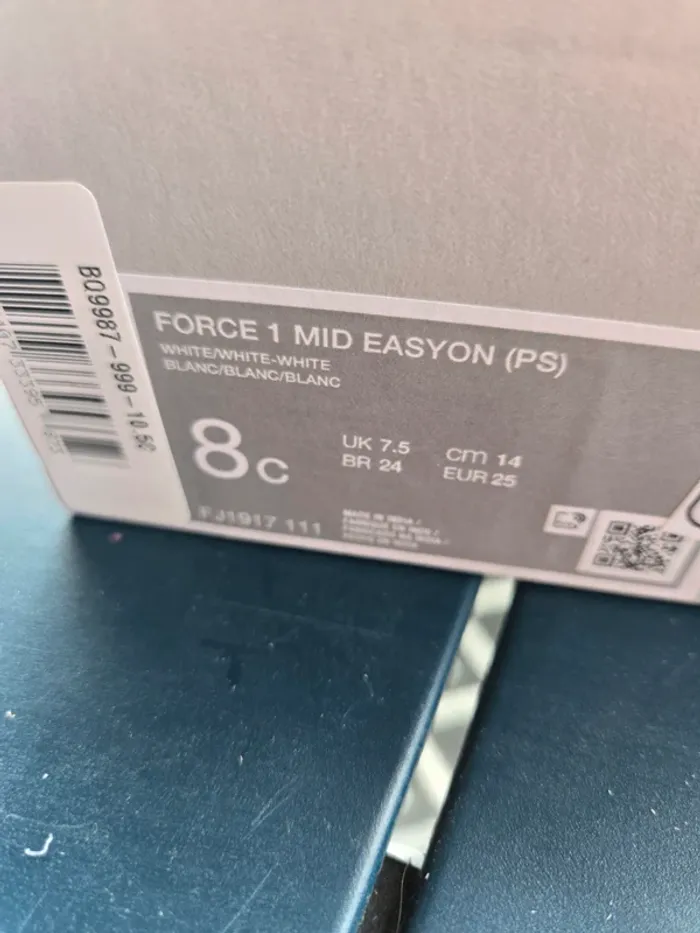 BQ9987-999-10.5C
FORCE 1 MID EASYON (PS)
WHITE/WHITE-WHITE
BLANC/BLANC/BLANC
8C
UK 7.5
cm 14
BR 24
EUR 25
FJ1917 111
MADE IN INDIA /